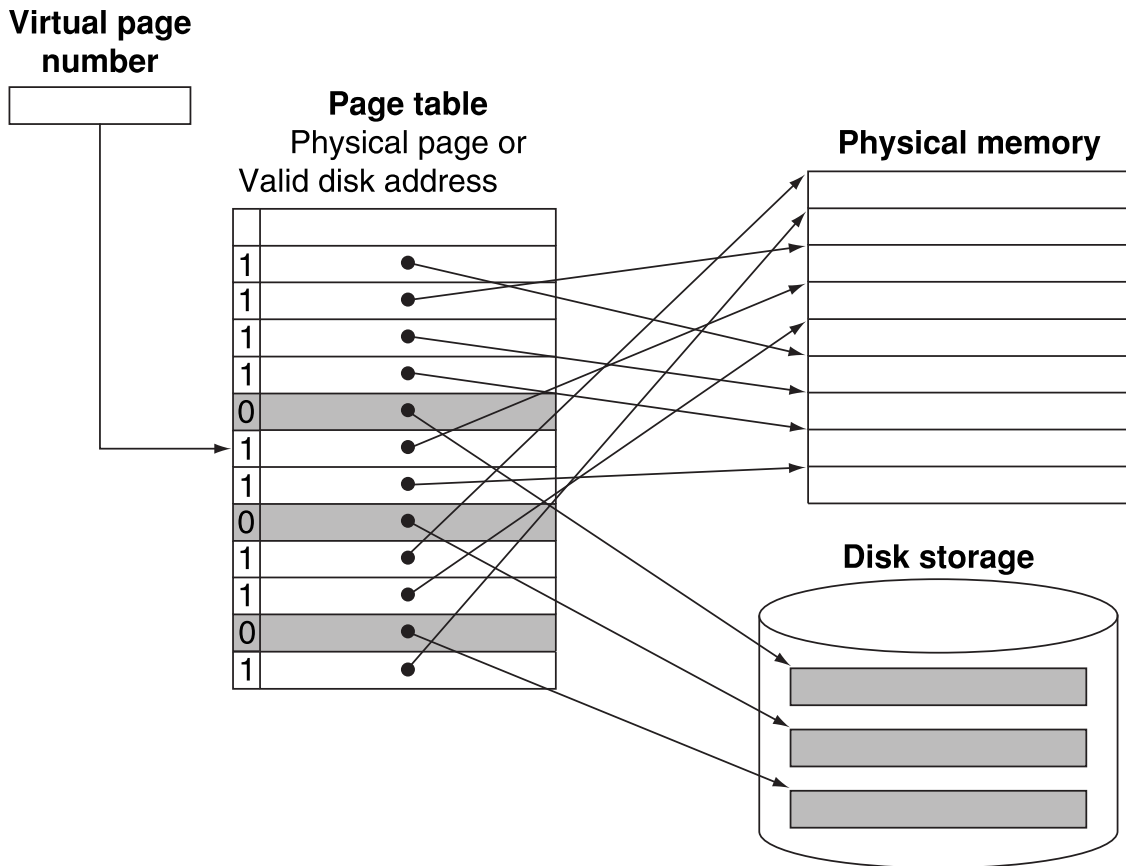 Virtual page
number
Page table
Physical page or
Valid disk address
Physical memory
1
1
1
1
0
1
1
0
1
1
0
1
Disk storage